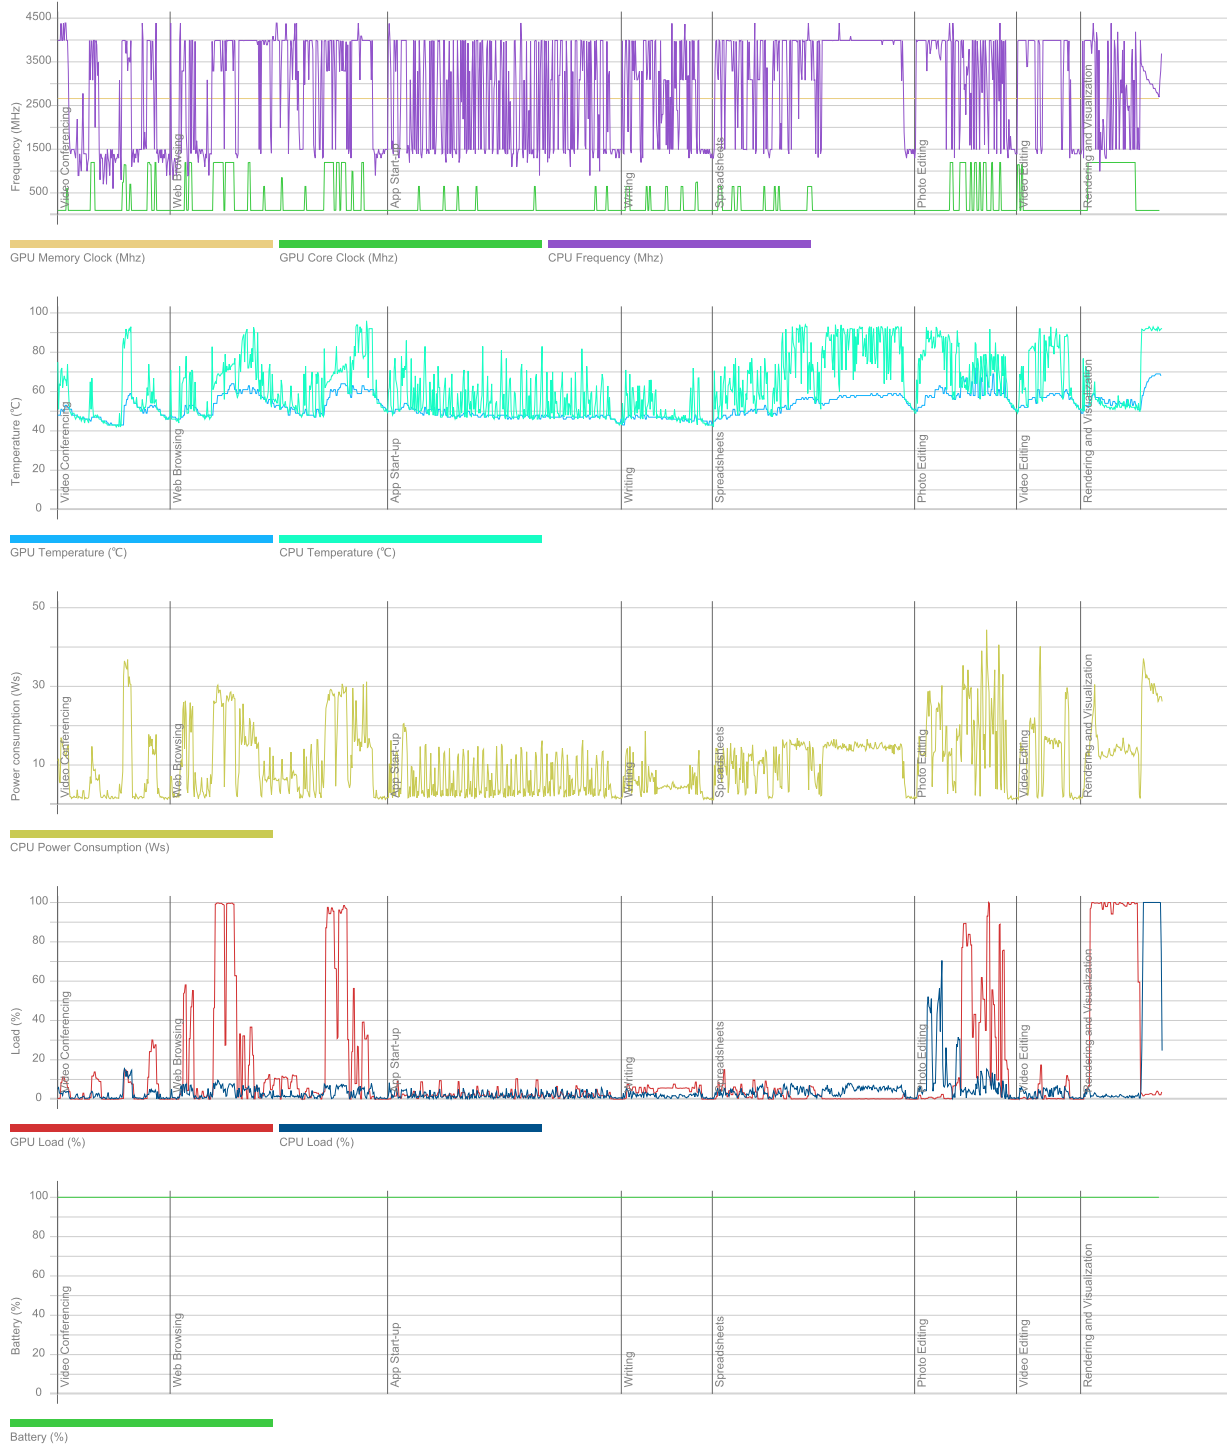 4500
3500
2500
1500
500
Frequency (MHz)
Video Conferencing
Web Browsing
App Start-up
Writing
Spreadsheets
Photo Editing
Video Editing
Rendering and Visualization
GPU Memory Clock (Mhz)
GPU Core Clock (Mhz)
CPU Frequency (Mhz)
100
80
60
40
20
0
Temperature (°C)
Video Conferencing
Web Browsing
App Start-up
Writing
Spreadsheets
Photo Editing
Video Editing
Rendering and Visualization
GPU Temperature (°C)
CPU Temperature (°C)
50
30
10
Power consumption (Ws)
Video Conferencing
Web Browsing
App Start-up
Writing
Spreadsheets
Photo Editing
Video Editing
Rendering and Visualization
CPU Power Consumption (Ws)
100
80
60
40
20
0
Load (%)
Video Conferencing
Web Browsing
App Start-up
Writing
Spreadsheets
Photo Editing
Video Editing
Rendering and Visualization
GPU Load (%)
CPU Load (%)
100
80
60
40
20
0
Battery (%)
Video Conferencing
Web Browsing
App Start-up
Writing
Spreadsheets
Photo Editing
Video Editing
Rendering and Visualization
Battery (%)